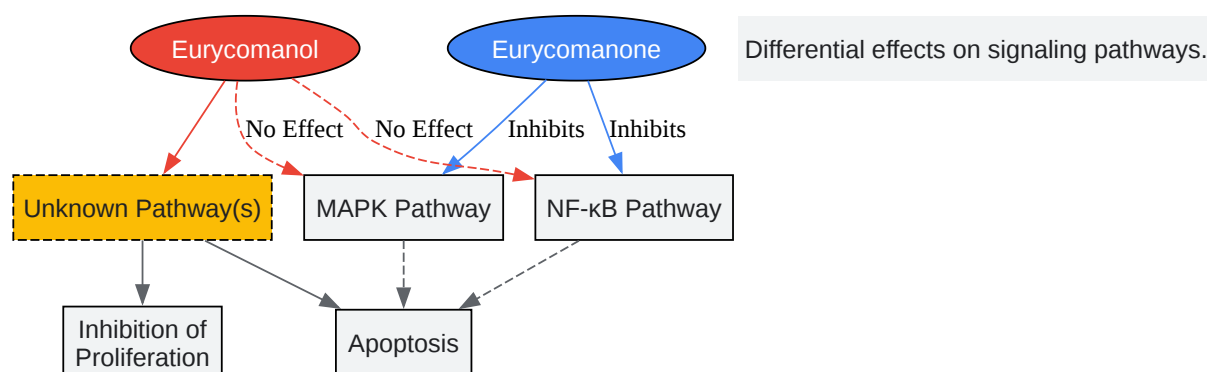 Eurycomanol
Eurycomanone
Differential effects on signaling pathways.
No Effect
No Effect
Inhibits
Inhibits
Unknown Pathway(s)
MAPK Pathway
NF-κB Pathway
Inhibition of
Proliferation
Apoptosis